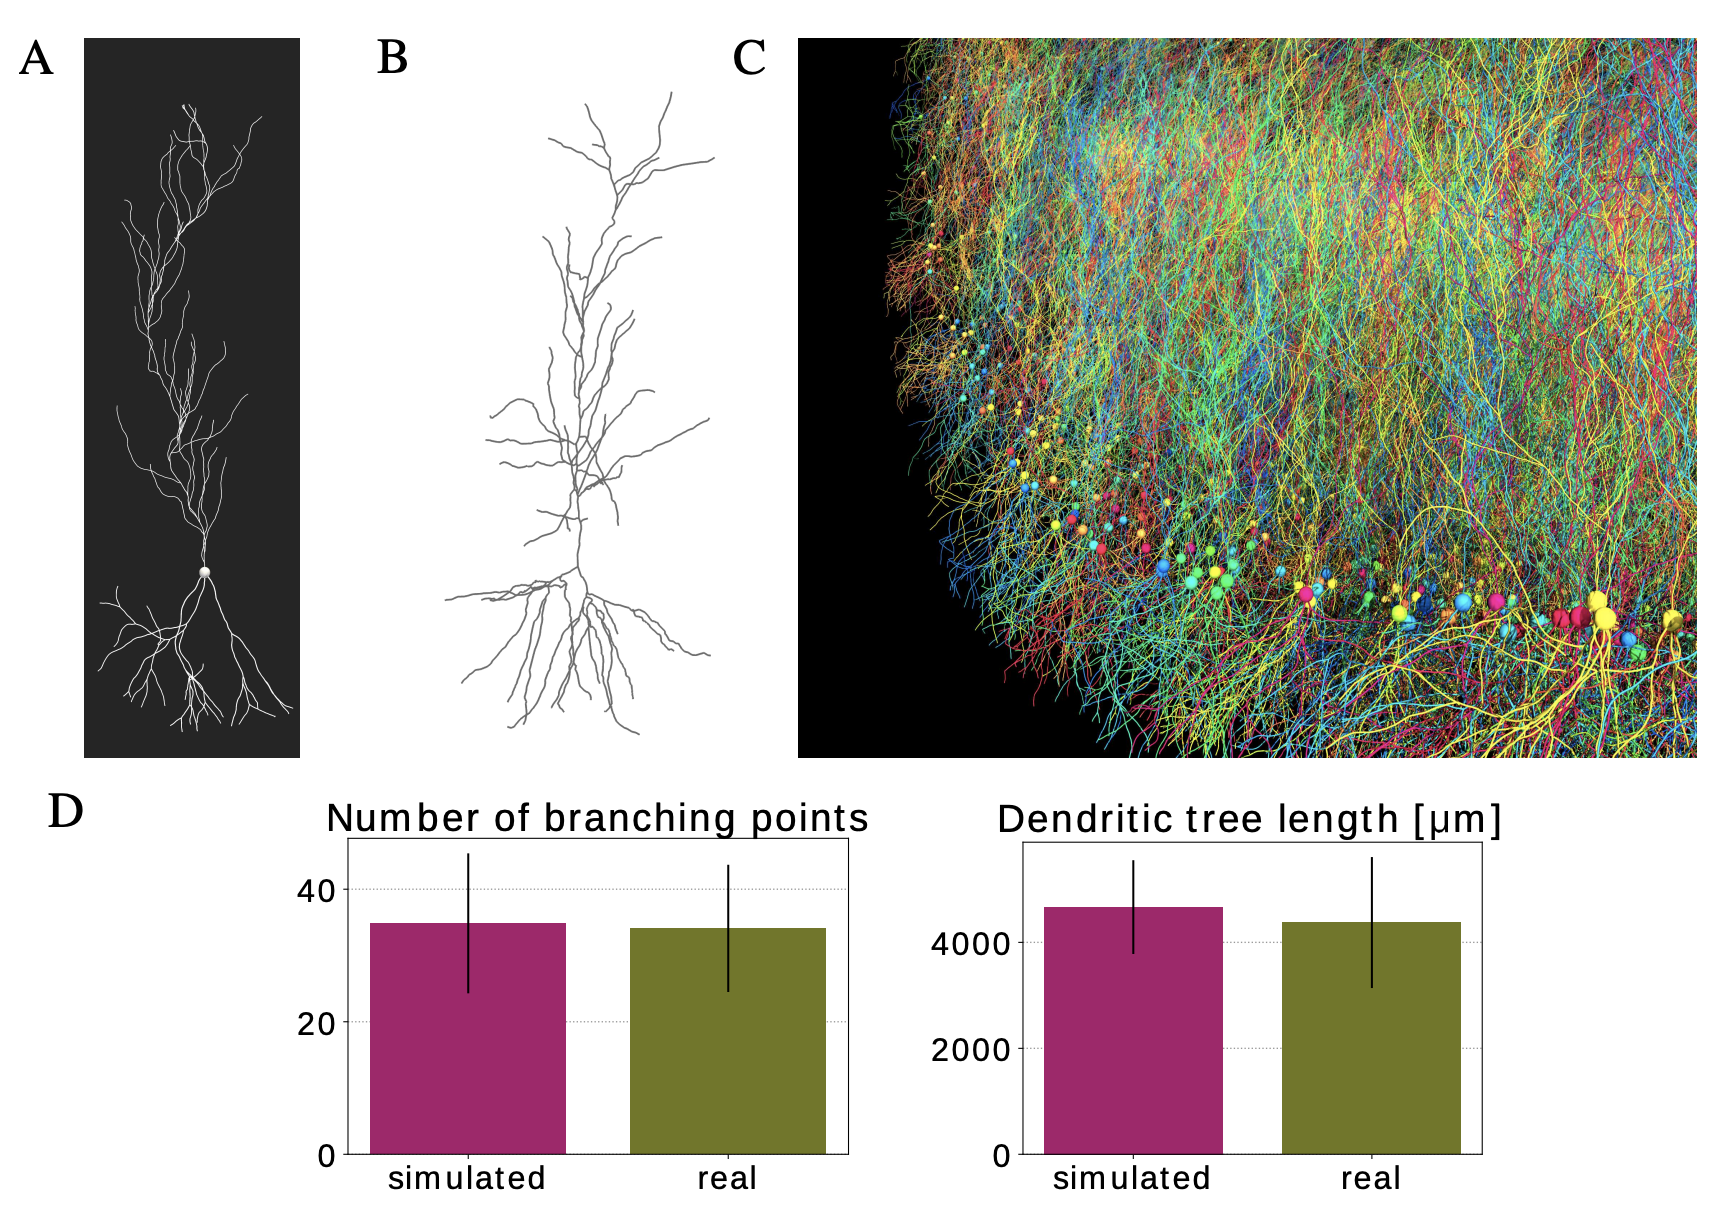 A
B
C
D
Number of branching points
40
20
0
simulated
real
Dendritic tree length [µm]
4000
2000
0
simulated
real